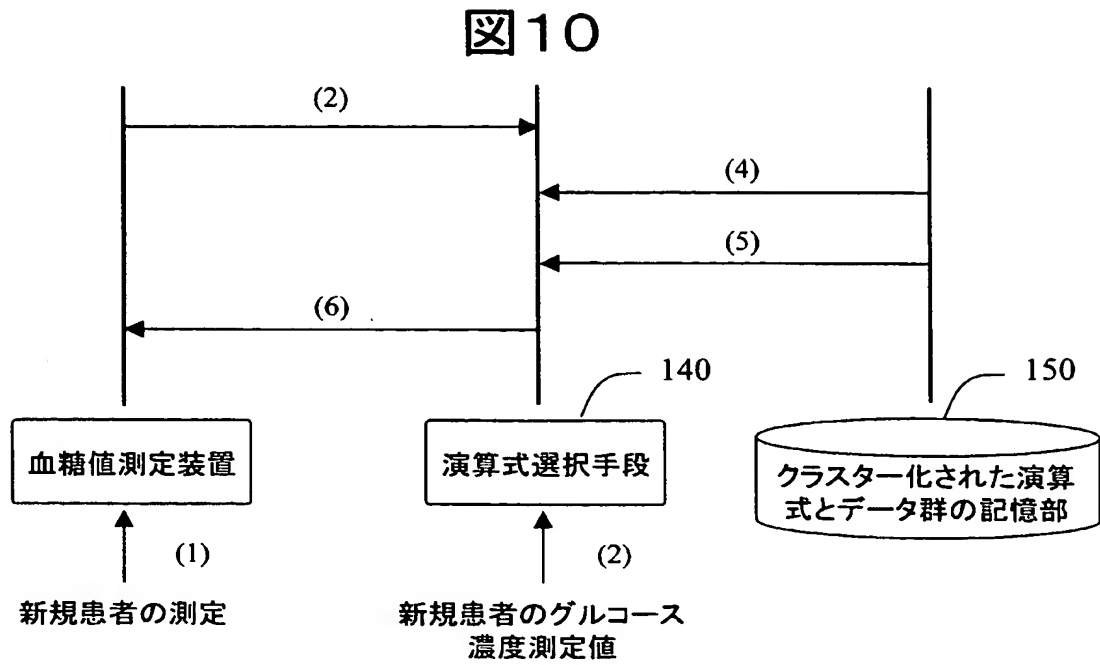 図10
(2)
(4)
(5)
(6)
140
150
血糖値測定装置
演算式選択手段
クラスター化された演算
式とデータ群の記憶部
(1)
(2)
新規患者の測定
新規患者のグルコース
濃度測定値